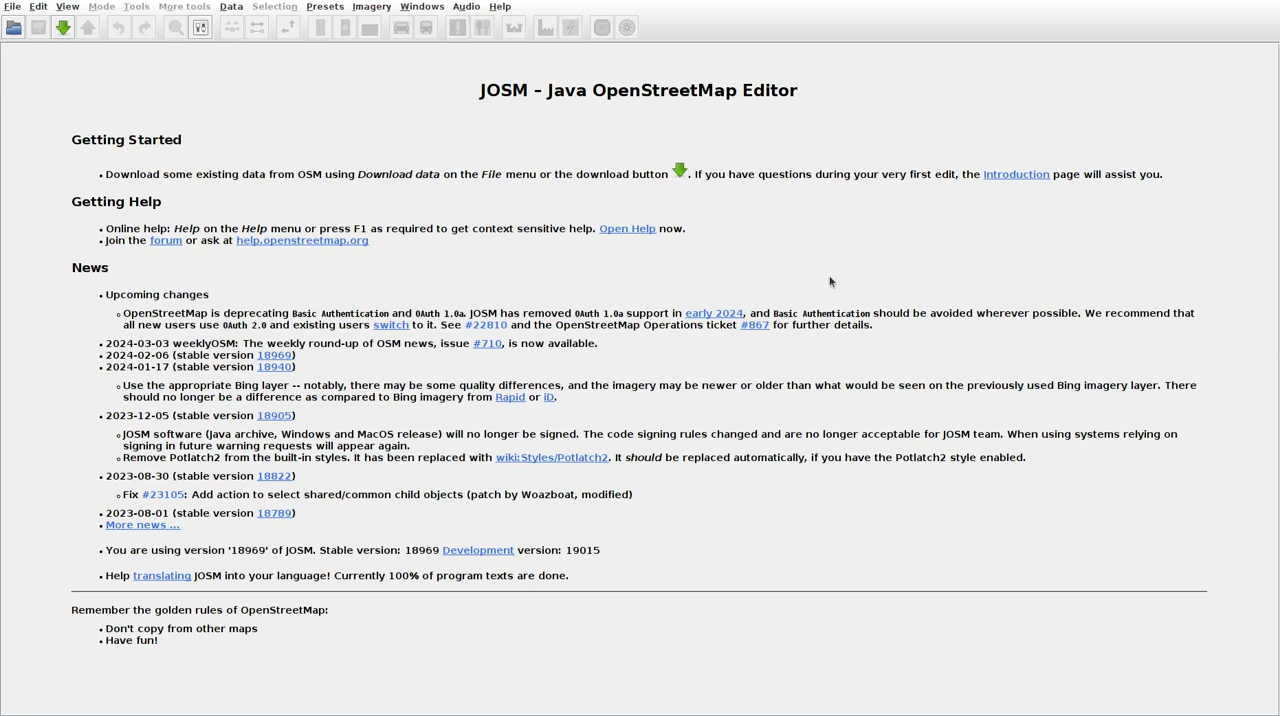 File Edit View Mode Tools More tools Data Selection Presets Imagery Windows Audio Help
JOSM – Java OpenStreetMap Editor
Getting Started
Download some existing data from OSM using Download data on the File menu or the download button . If you have questions during your very first edit, the Introduction page will assist you.
Getting Help
Online help: Help on the Help menu or press F1 as required to get context sensitive help. Open Help now.
Join the forum or ask at help.openstreetmap.org
News
Upcoming changes
OpenStreetMap is deprecating Basic Authentication and OAuth 1.0a. JOSM has removed OAuth 1.0a support in early 2024, and Basic Authentication should be avoided wherever possible. We recommend that
all new users use OAuth 2.0 and existing users switch to it. See #22810 and the OpenStreetMap Operations ticket #867 for further details.
2024-03-03 weeklyOSM: The weekly round-up of OSM news, issue #710, is now available.
2024-02-06 (stable version 18969)
2024-01-17 (stable version 18940)
Use the appropriate Bing layer -- notably, there may be some quality differences, and the imagery may be newer or older than what would be seen on the previously used Bing imagery layer. There
should no longer be a difference as compared to Bing imagery from Rapid or iD.
2023-12-05 (stable version 18905)
JOSM software (Java archive, Windows and MacOS release) will no longer be signed. The code signing rules changed and are no longer acceptable for JOSM team. When using systems relying on
signing in future warning requests will appear again.
Remove Potlatch2 from the built-in styles. It has been replaced with wiki:Styles/Potlatch2. It should be replaced automatically, if you have the Potlatch2 style enabled.
2023-08-30 (stable version 18822)
Fix #23105: Add action to select shared/common child objects (patch by Woazboat, modified)
2023-08-01 (stable version 18789)
More news ...
You are using version '18969' of JOSM. Stable version: 18969 Development version: 19015
Help translating JOSM into your language! Currently 100% of program texts are done.
Remember the golden rules of OpenStreetMap:
Don't copy from other maps
Have fun!